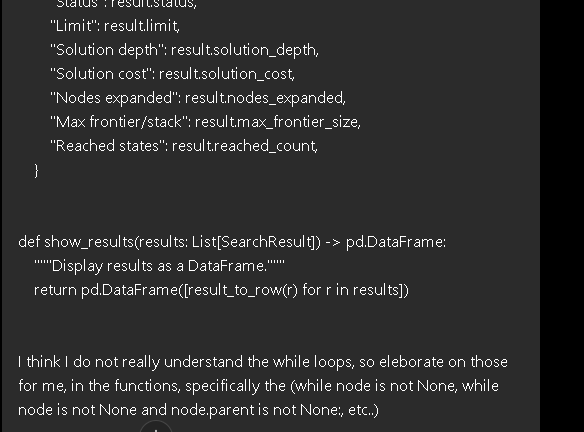 "Status": result.status,
"Limit": result.limit,
"Solution depth": result.solution_depth,
"Solution cost": result.solution_cost,
"Nodes expanded": result.nodes_expanded,
"Max frontier/stack": result.max_frontier_size,
"Reached states": result.reached_count,
}
def show_results(results: List[SearchResult]) -> pd.DataFrame:
"""Display results as a DataFrame."""
return pd.DataFrame([result_to_row(r) for r in results])
I think I do not really understand the while loops, so eleborate on those
for me, in the functions, specifically the (while node is not None, while
node is not None and node.parent is not None:, etc..)